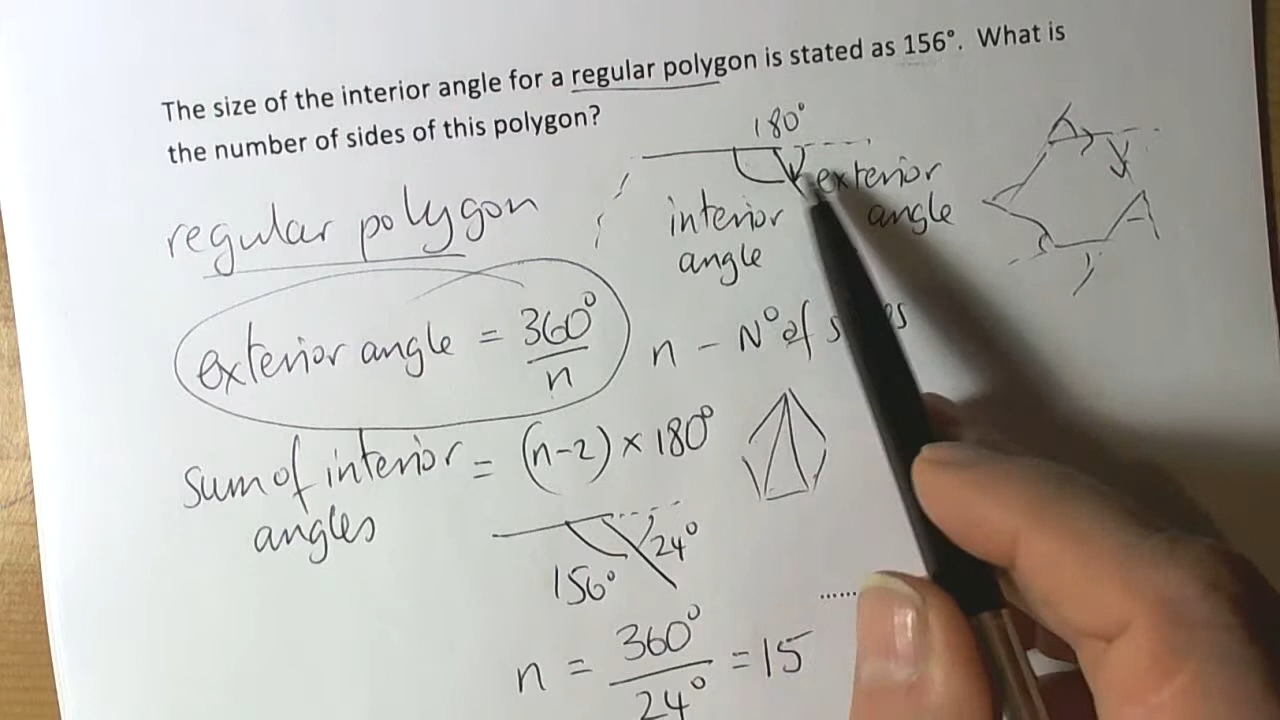 The size of the interior angle for a regular polygon is stated as 156°. What is
the number of sides of this polygon?
180°
regular polygon
interior
angle
exterior
angle
exterior angle = 360°/n
n - Nº of
sum of interior = (n-2) × 180°
angles
156°
24°
......
n = 360°/24° = 15